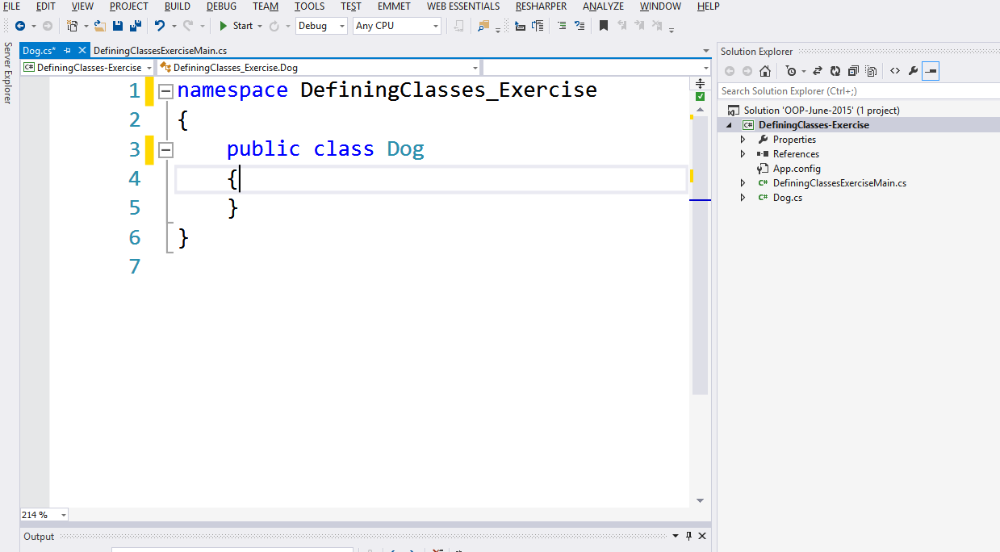 FILE EDIT VIEW PROJECT BUILD DEBUG TEAM TOOLS TEST EMMET WEB ESSENTIALS RESHARPER ANALYZE WINDOW HELP
Start Debug Any CPU
Server Explorer
Dog.cs* DefiningClassesExerciseMain.cs
C# DefiningClasses-Exercise DefiningClasses_Exercise.Dog
1 namespace DefiningClasses_Exercise
2 {
3 public class Dog
4 {
5 }
6 }
7
214 %
Output
Solution Explorer
Search Solution Explorer (Ctrl+;)
Solution 'OOP-June-2015' (1 project)
C# DefiningClasses-Exercise
Properties
References
App.config
C# DefiningClassesExerciseMain.cs
C# Dog.cs